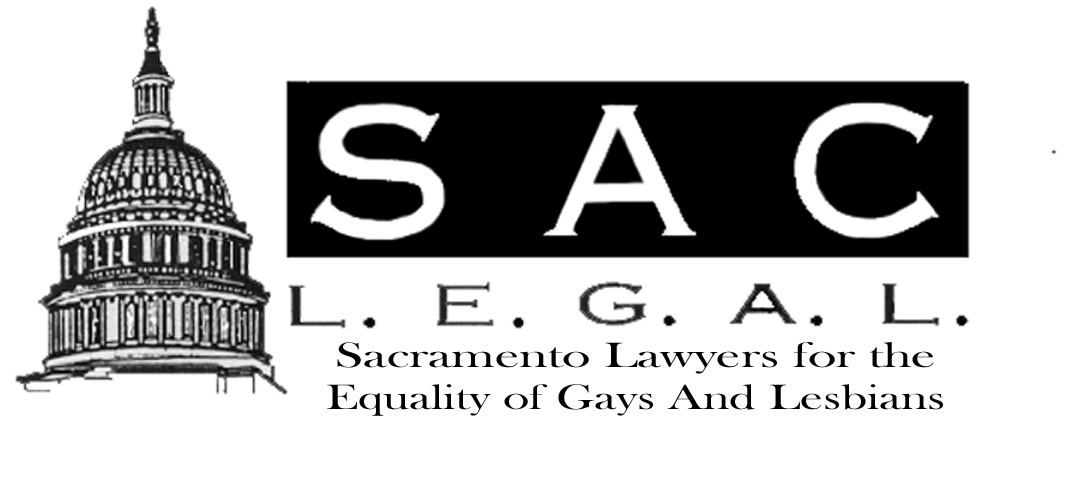 SAC
L.E.G.A.L.
Sacramento Lawyers for the
Equality of Gays And Lesbians